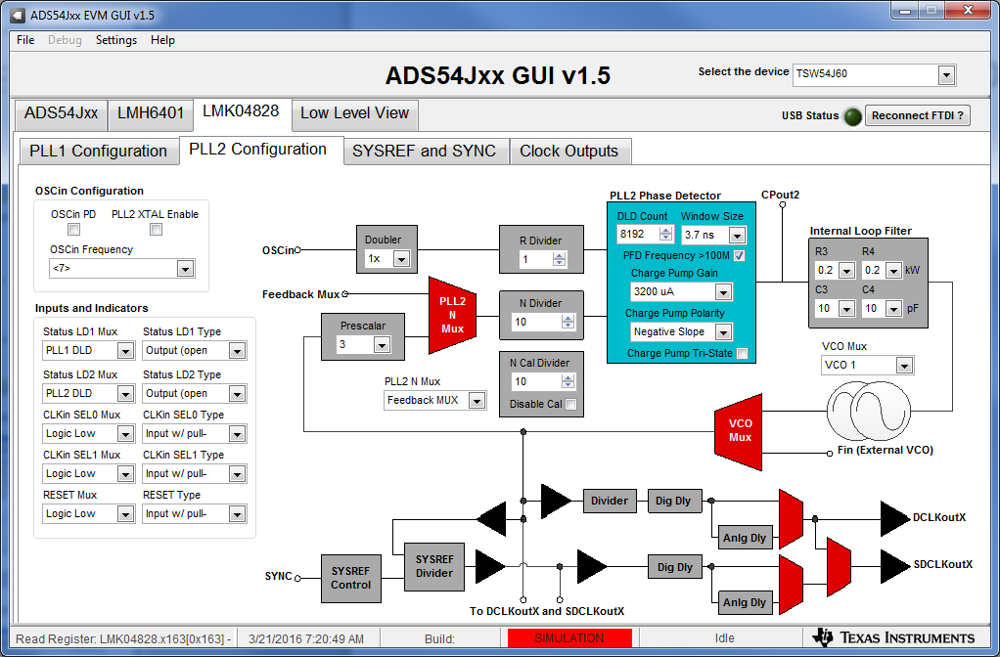 ADS54Jxx EVM GUI v1.5
File Debug Settings Help
ADS54Jxx GUI v1.5
Select the device TSW54J60
ADS54Jxx LMH6401 LMK04828 Low Level View
USB Status Reconnect FTDI ?
PLL1 Configuration PLL2 Configuration SYSREF and SYNC Clock Outputs
OSCin Configuration
OSCin PD PLL2 XTAL Enable
OSCin Frequency
<7>
Inputs and Indicators
Status LD1 Mux Status LD1 Type
PLL1 DLD Output (open
Status LD2 Mux Status LD2 Type
PLL2 DLD Output (open
CLKin SEL0 Mux CLKin SEL0 Type
Logic Low Input w/ pull-
CLKin SEL1 Mux CLKin SEL1 Type
Logic Low Input w/ pull-
RESET Mux RESET Type
Logic Low Input w/ pull-
OSCin
Doubler
1x
R Divider
1
Feedback Mux
Prescalar
3
PLL2
N
Mux
N Divider
10
N Cal Divider
10
Disable Cal
PLL2 N Mux
Feedback MUX
PLL2 Phase Detector
DLD Count Window Size
8192 3.7 ns
PFD Frequency >100M
Charge Pump Gain
3200 uA
Charge Pump Polarity
Negative Slope
Charge Pump Tri-State
CPout2
Internal Loop Filter
R3 R4
0.2 0.2 kW
C3 C4
10 10 pF
VCO Mux
VCO 1
VCO
Mux
Fin (External VCO)
Divider Dig Dly
Anlg Dly
DCLKoutX
SYNC
SYSREF
Control
SYSREF
Divider
Dig Dly
Anlg Dly
SDCLKoutX
To DCLKoutX and SDCLKoutX
Read Register: LMK04828.x163[0x163] - 3/21/2016 7:20:49 AM Build: SIMULATION Idle TEXAS INSTRUMENTS